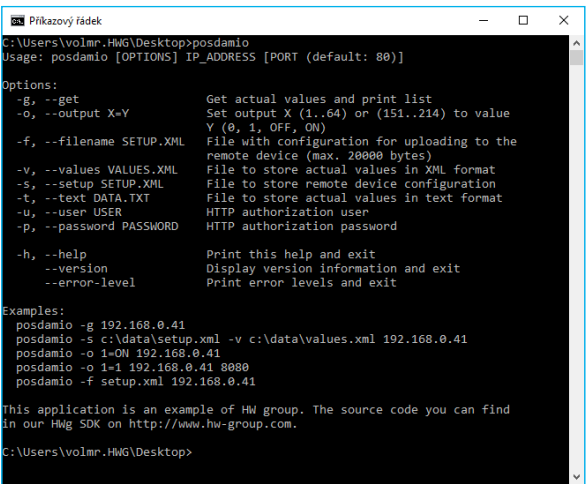 Příkazový řádek
C:\Users\volmr.HWG\Desktop>posdamio
Usage: posdamio [OPTIONS] IP_ADDRESS [PORT (default: 80)]
Options:
-g, --get Get actual values and print list
-o, --output X=Y Set output X (1..64) or (151..214) to value
Y (0, 1, OFF, ON)
-f, --filename SETUP.XML File with configuration for uploading to the
remote device (max. 20000 bytes)
-v, --values VALUES.XML File to store actual values in XML format
-s, --setup SETUP.XML File to store remote device configuration
-t, --text DATA.TXT File to store actual values in text format
-u, --user USER HTTP authorization user
-p, --password PASSWORD HTTP authorization password
-h, --help Print this help and exit
--version Display version information and exit
--error-level Print error levels and exit
Examples:
posdamio -g 192.168.0.41
posdamio -s c:\data\setup.xml -v c:\data\values.xml 192.168.0.41
posdamio -o 1=ON 192.168.0.41
posdamio -o 1=1 192.168.0.41 8080
posdamio -f setup.xml 192.168.0.41
This application is an example of HW group. The source code you can find
in our HWg SDK on http://www.hw-group.com.
C:\Users\volmr.HWG\Desktop>